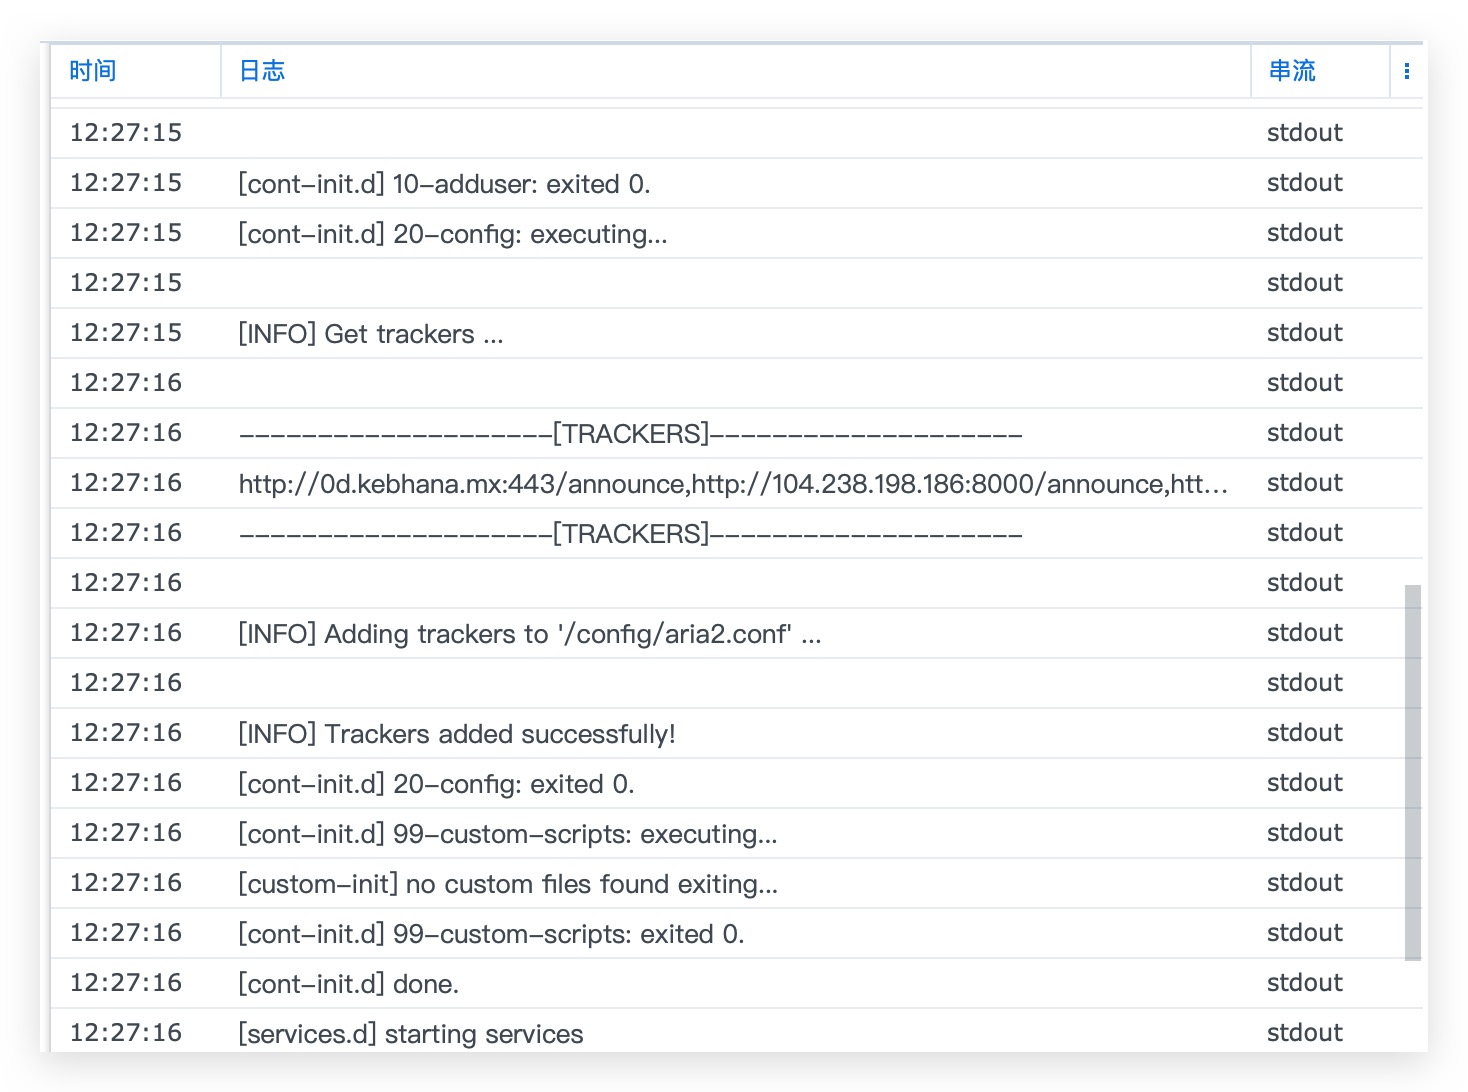 时间 日志 串流
12:27:15 stdout
12:27:15 [cont-init.d] 10-adduser: exited 0. stdout
12:27:15 [cont-init.d] 20-config: executing... stdout
12:27:15 stdout
12:27:15 [INFO] Get trackers ... stdout
12:27:16 stdout
12:27:16 --------------------[TRACKERS]-------------------- stdout
12:27:16 http://0d.kebhana.mx:443/announce,http://104.238.198.186:8000/announce,htt... stdout
12:27:16 --------------------[TRACKERS]-------------------- stdout
12:27:16 stdout
12:27:16 [INFO] Adding trackers to '/config/aria2.conf' ... stdout
12:27:16 stdout
12:27:16 [INFO] Trackers added successfully! stdout
12:27:16 [cont-init.d] 20-config: exited 0. stdout
12:27:16 [cont-init.d] 99-custom-scripts: executing... stdout
12:27:16 [custom-init] no custom files found exiting... stdout
12:27:16 [cont-init.d] 99-custom-scripts: exited 0. stdout
12:27:16 [cont-init.d] done. stdout
12:27:16 [services.d] starting services stdout